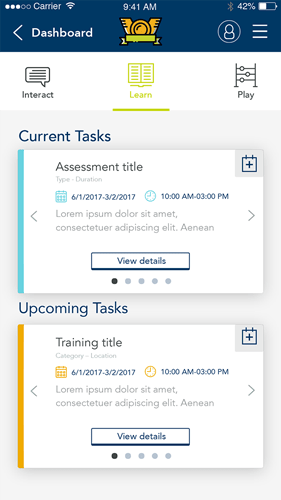 Carrier 9:41 AM 42%
Dashboard
Interact Learn Play
Current Tasks
Assessment title
Type - Duration
6/1/2017-3/2/2017 10:00 AM-03:00 PM
Lorem ipsum dolor sit amet,
consectetuer adipiscing elit. Aenean
View details
Upcoming Tasks
Training title
Category - Location
6/1/2017-3/2/2017 10:00 AM-03:00 PM
Lorem ipsum dolor sit amet,
consectetuer adipiscing elit. Aenean
View details